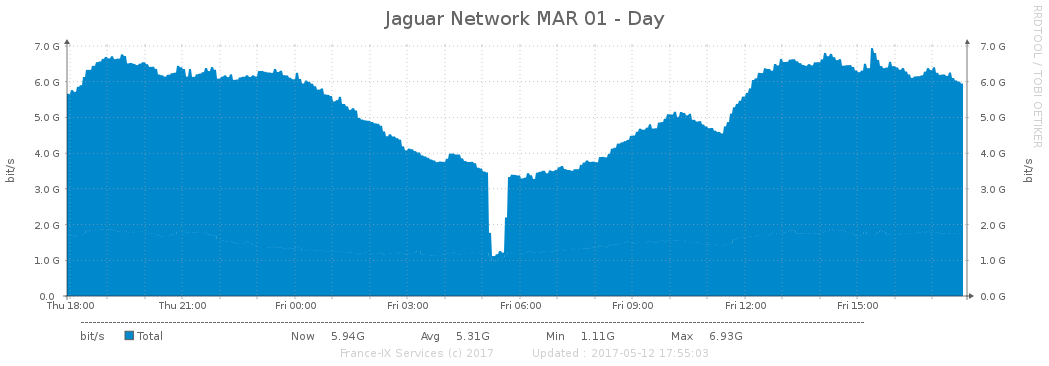 Jaguar Network MAR 01 - Day
RRDTOOL / TOBI OETIKER
bit/s
bit/s
7.0 G 7.0 G
6.0 G 6.0 G
5.0 G 5.0 G
4.0 G 4.0 G
3.0 G 3.0 G
2.0 G 2.0 G
1.0 G 1.0 G
0.0 0.0 G
Thu 18:00 Thu 21:00 Fri 00:00 Fri 03:00 Fri 06:00 Fri 09:00 Fri 12:00 Fri 15:00
bit/s Total Now 5.94G Avg 5.31G Min 1.11G Max 6.93G
France-IX Services (c) 2017 Updated : 2017-05-12 17:55:03